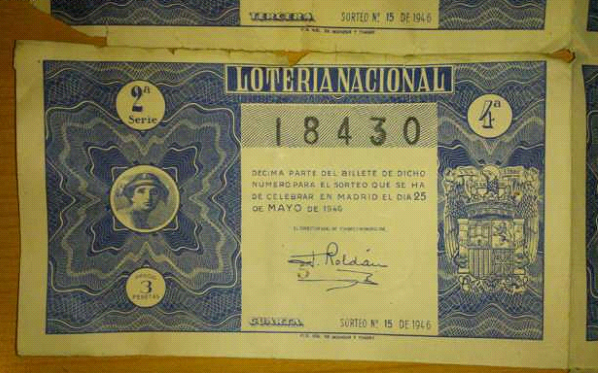 TERCERA SORTEO Nº 15 DE 1946
2ª
Serie
LOTERIA NACIONAL
4ª
18430
DECIMA PARTE DEL BILLETE DE DICHO
NUMERO PARA EL SORTEO QUE SE HA
DE CELEBRAR EN MADRID EL DIA 25
DE MAYO DE 1946
F. Roldán
PRECIO
3
PESETAS
CUARTA SORTEO Nº 15 DE 1946